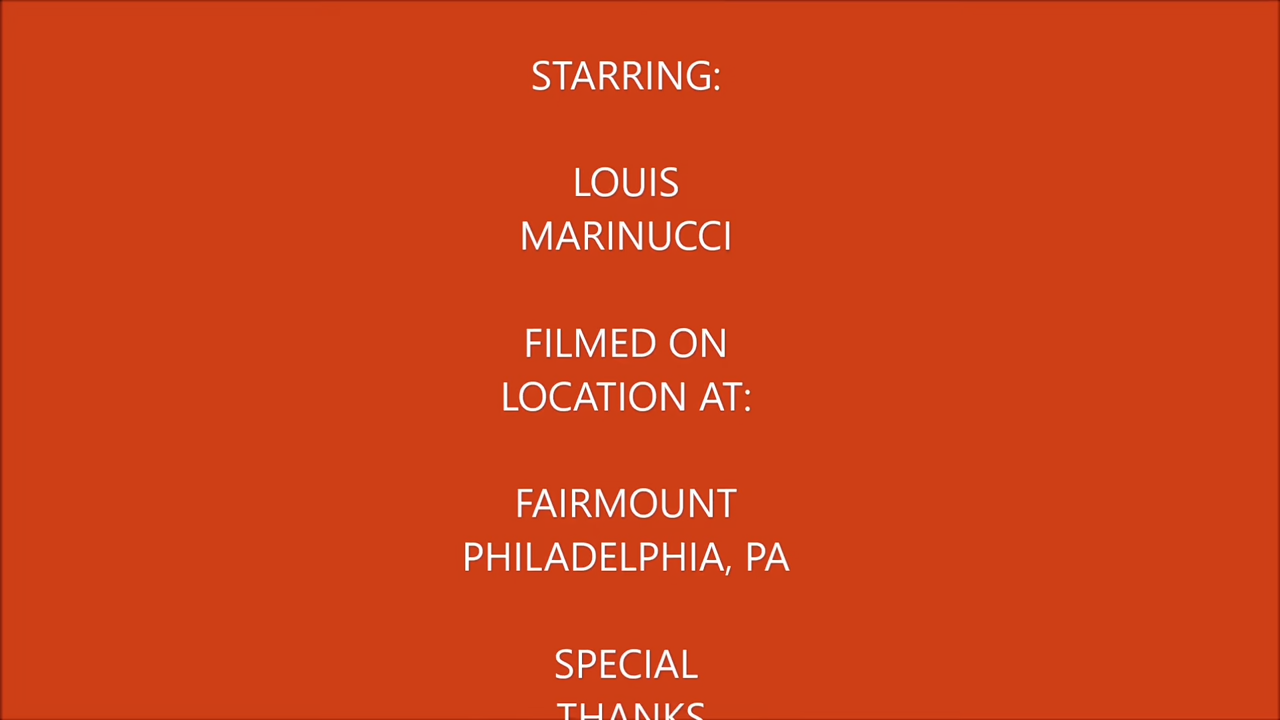 STARRING:
LOUIS
MARINUCCI
FILMED ON
LOCATION AT:
FAIRMOUNT
PHILADELPHIA, PA
SPECIAL
THANKS